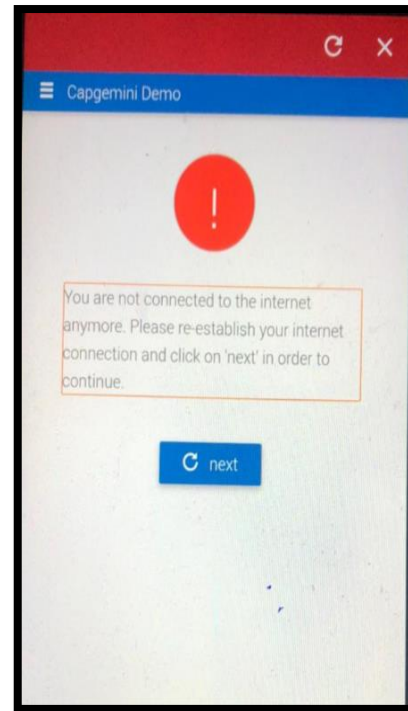 Capgemini Demo
!
You are not connected to the internet
anymore. Please re-establish your internet
connection and click on 'next' in order to
continue.
next